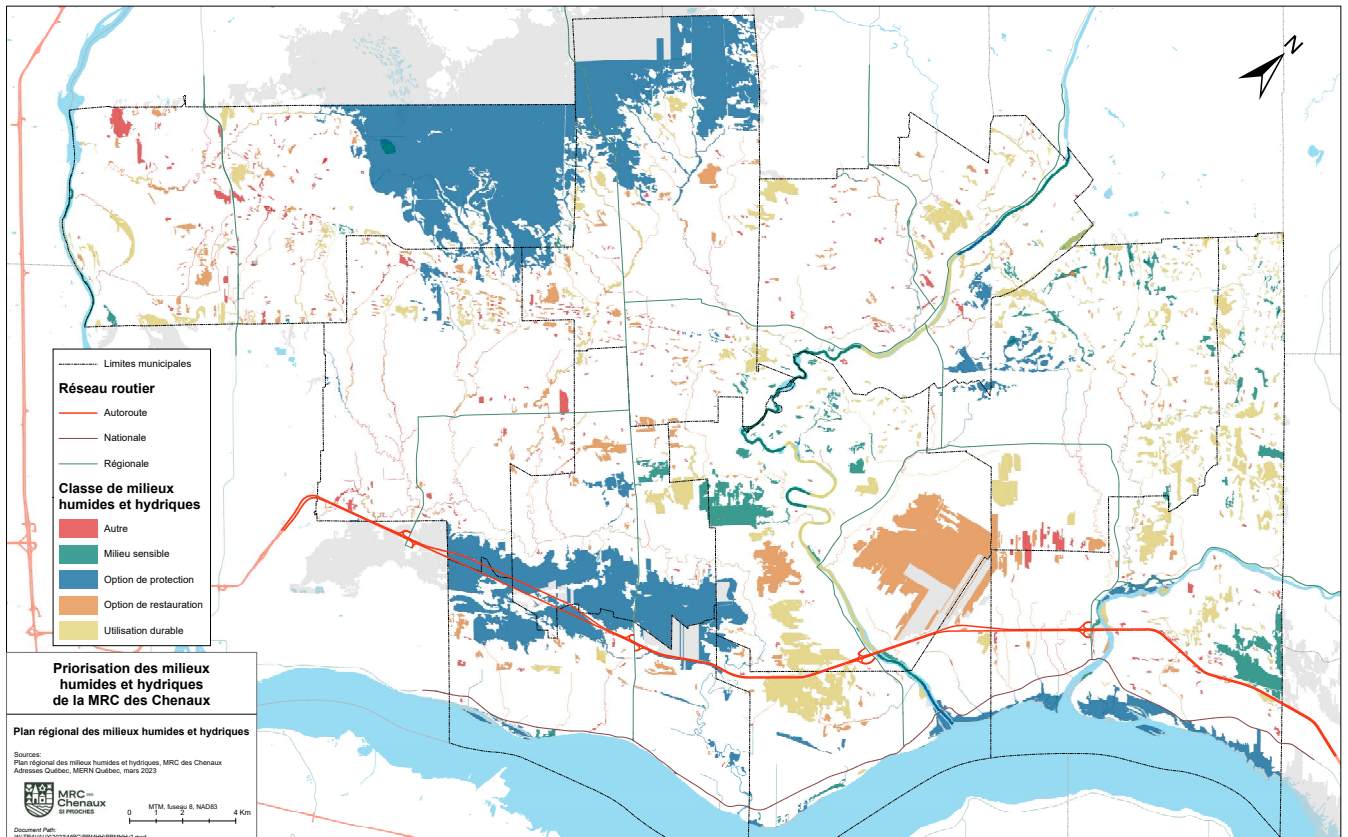 N
Limites municipales
Réseau routier
Autoroute
Nationale
Régionale
Classe de milieux
humides et hydriques
Autre
Milieu sensible
Option de protection
Option de restauration
Utilisation durable
Priorisation des milieux
humides et hydriques
de la MRC des Chenaux
Plan régional des milieux humides et hydriques
Sources:
Plan régional des milieux humides et hydriques, MRC des Chenaux
Adresses Québec, MERN Québec, mars 2023
MRC DES
Chenaux
SI PROCHES
MTM, fuseau 8, NAD83
0 1 2 4 Km
Document Path: